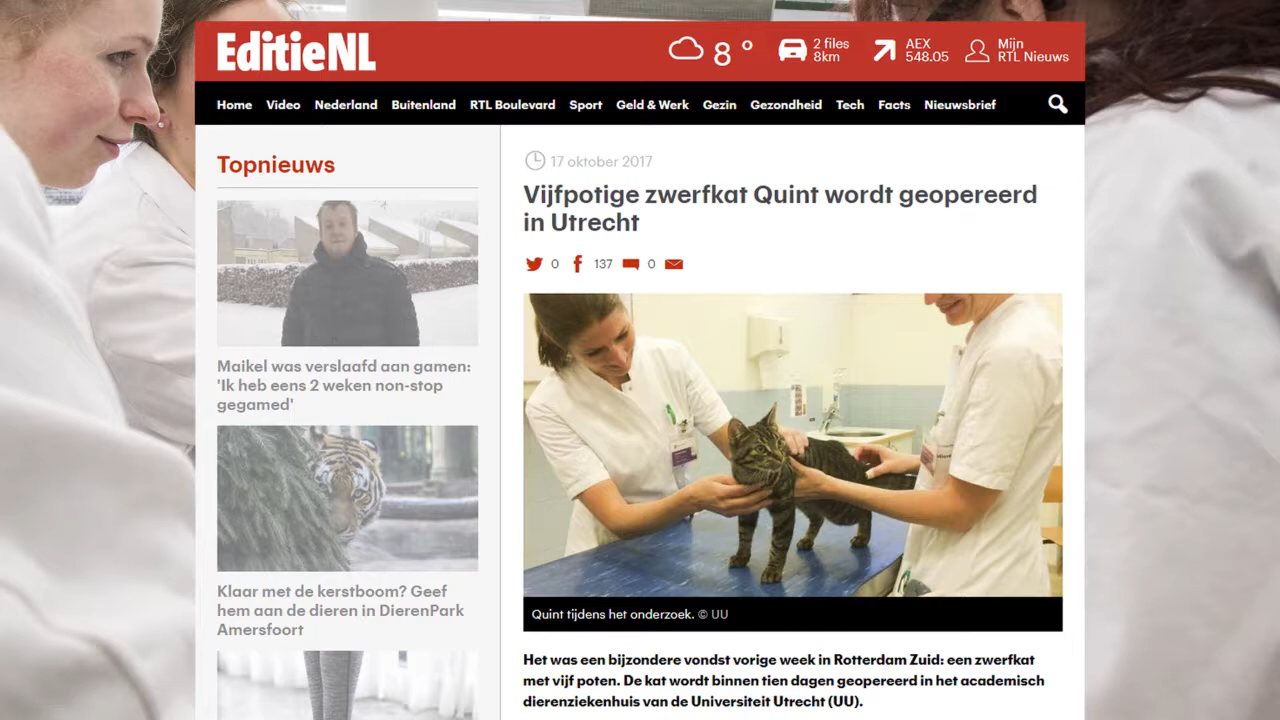 EditieNL
8°
2 files
8km
AEX
548.05
Mijn
RTL Nieuws
Home Video Nederland Buitenland RTL Boulevard Sport Geld & Werk Gezin Gezondheid Tech Facts Nieuwsbrief
Topnieuws
Maikel was verslaafd aan gamen:
'Ik heb eens 2 weken non-stop
gegamed'
Klaar met de kerstboom? Geef
hem aan de dieren in DierenPark
Amersfoort
17 oktober 2017
Vijfpotige zwerfkat Quint wordt geopereerd
in Utrecht
0 137 0
Quint tijdens het onderzoek. © UU
Het was een bijzondere vondst vorige week in Rotterdam Zuid: een zwerfkat
met vijf poten. De kat wordt binnen tien dagen geopereerd in het academisch
dierenziekenhuis van de Universiteit Utrecht (UU).